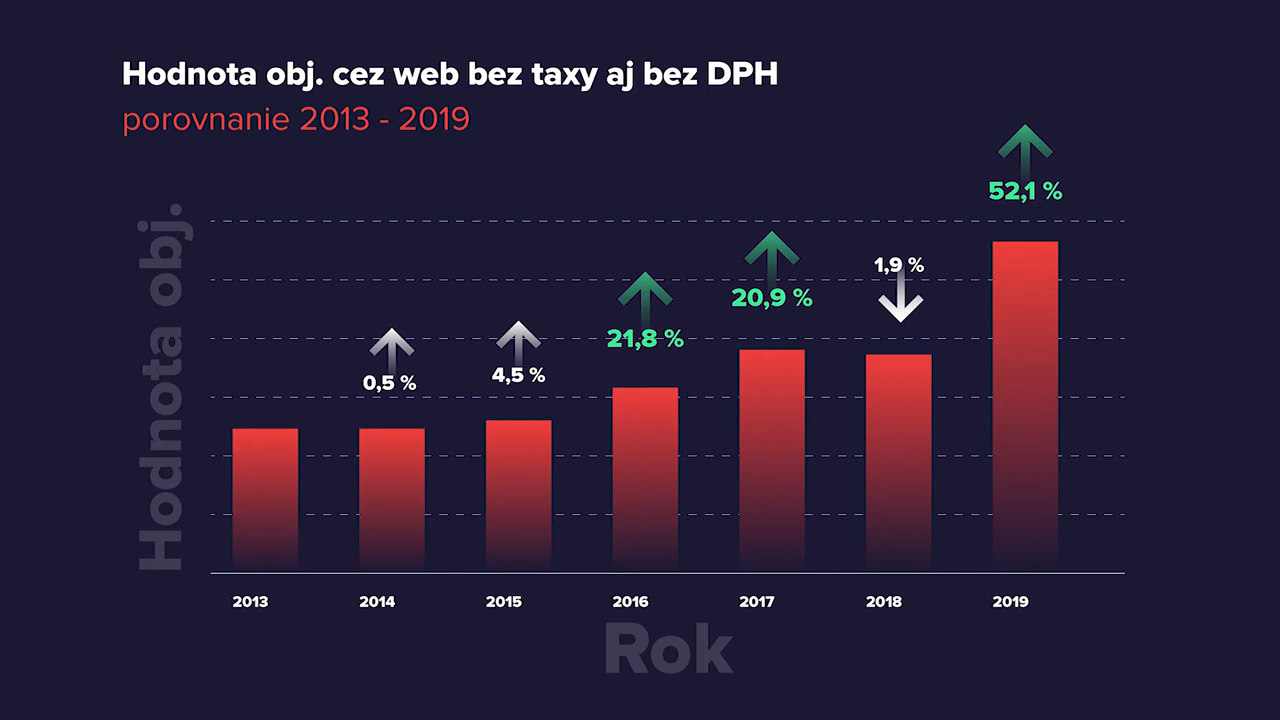 Hodnota obj. cez web bez taxy aj bez DPH
porovnanie 2013 - 2019
Hodnota obj.
0,5 %
4,5 %
21,8 %
20,9 %
1,9 %
52,1 %
2013 2014 2015 2016 2017 2018 2019
Rok